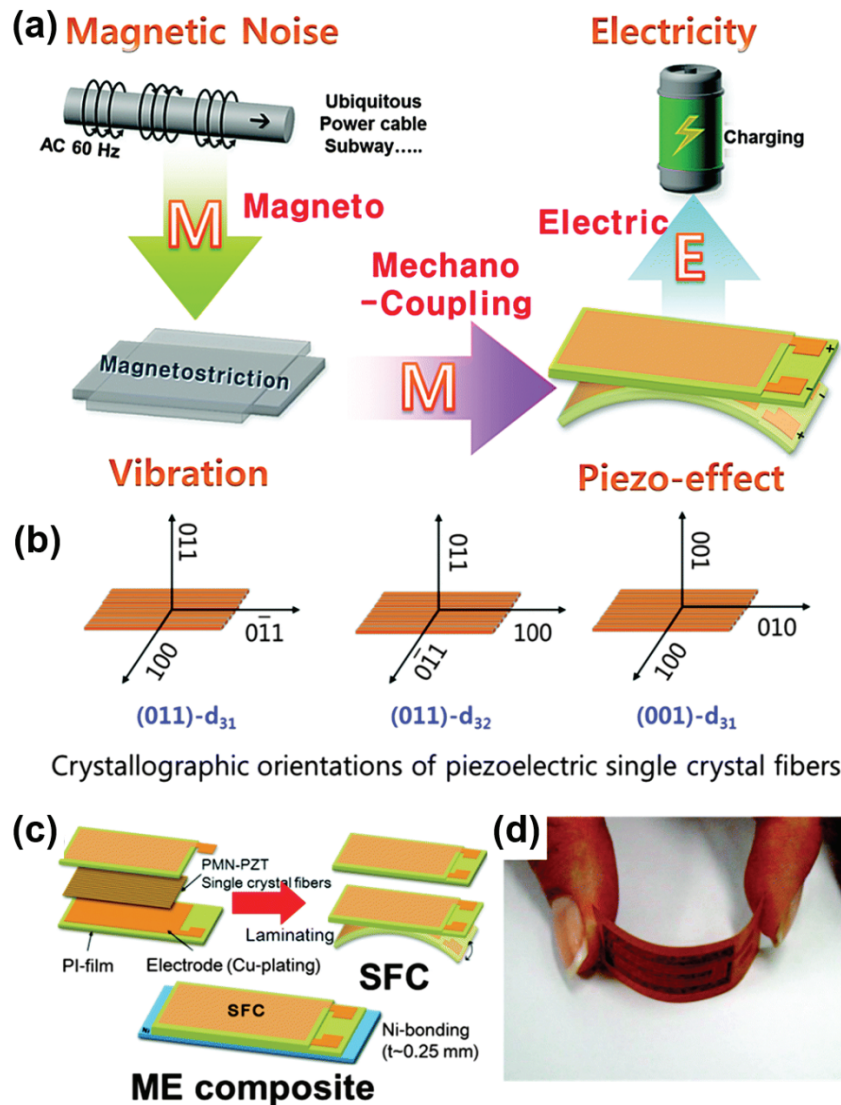 (a)
Magnetic Noise
Electricity
AC 60 Hz
Ubiquitous
Power cable
Subway.....
Charging
M
Magneto
Electric
E
Mechano
-Coupling
M
Magnetostriction
+
-
-
+
Vibration
Piezo-effect
(b)
011
01̄1
100
(011)-d₃₁
011
100
01̄1
(011)-d₃₂
001
010
100
(001)-d₃₁
Crystallographic orientations of piezoelectric single crystal fibers
(c)
PMN-PZT
Single crystal fibers
Laminating
PI-film
Electrode (Cu-plating)
SFC
SFC
Ni
Ni-bonding
(t~0.25 mm)
ME composite
(d)